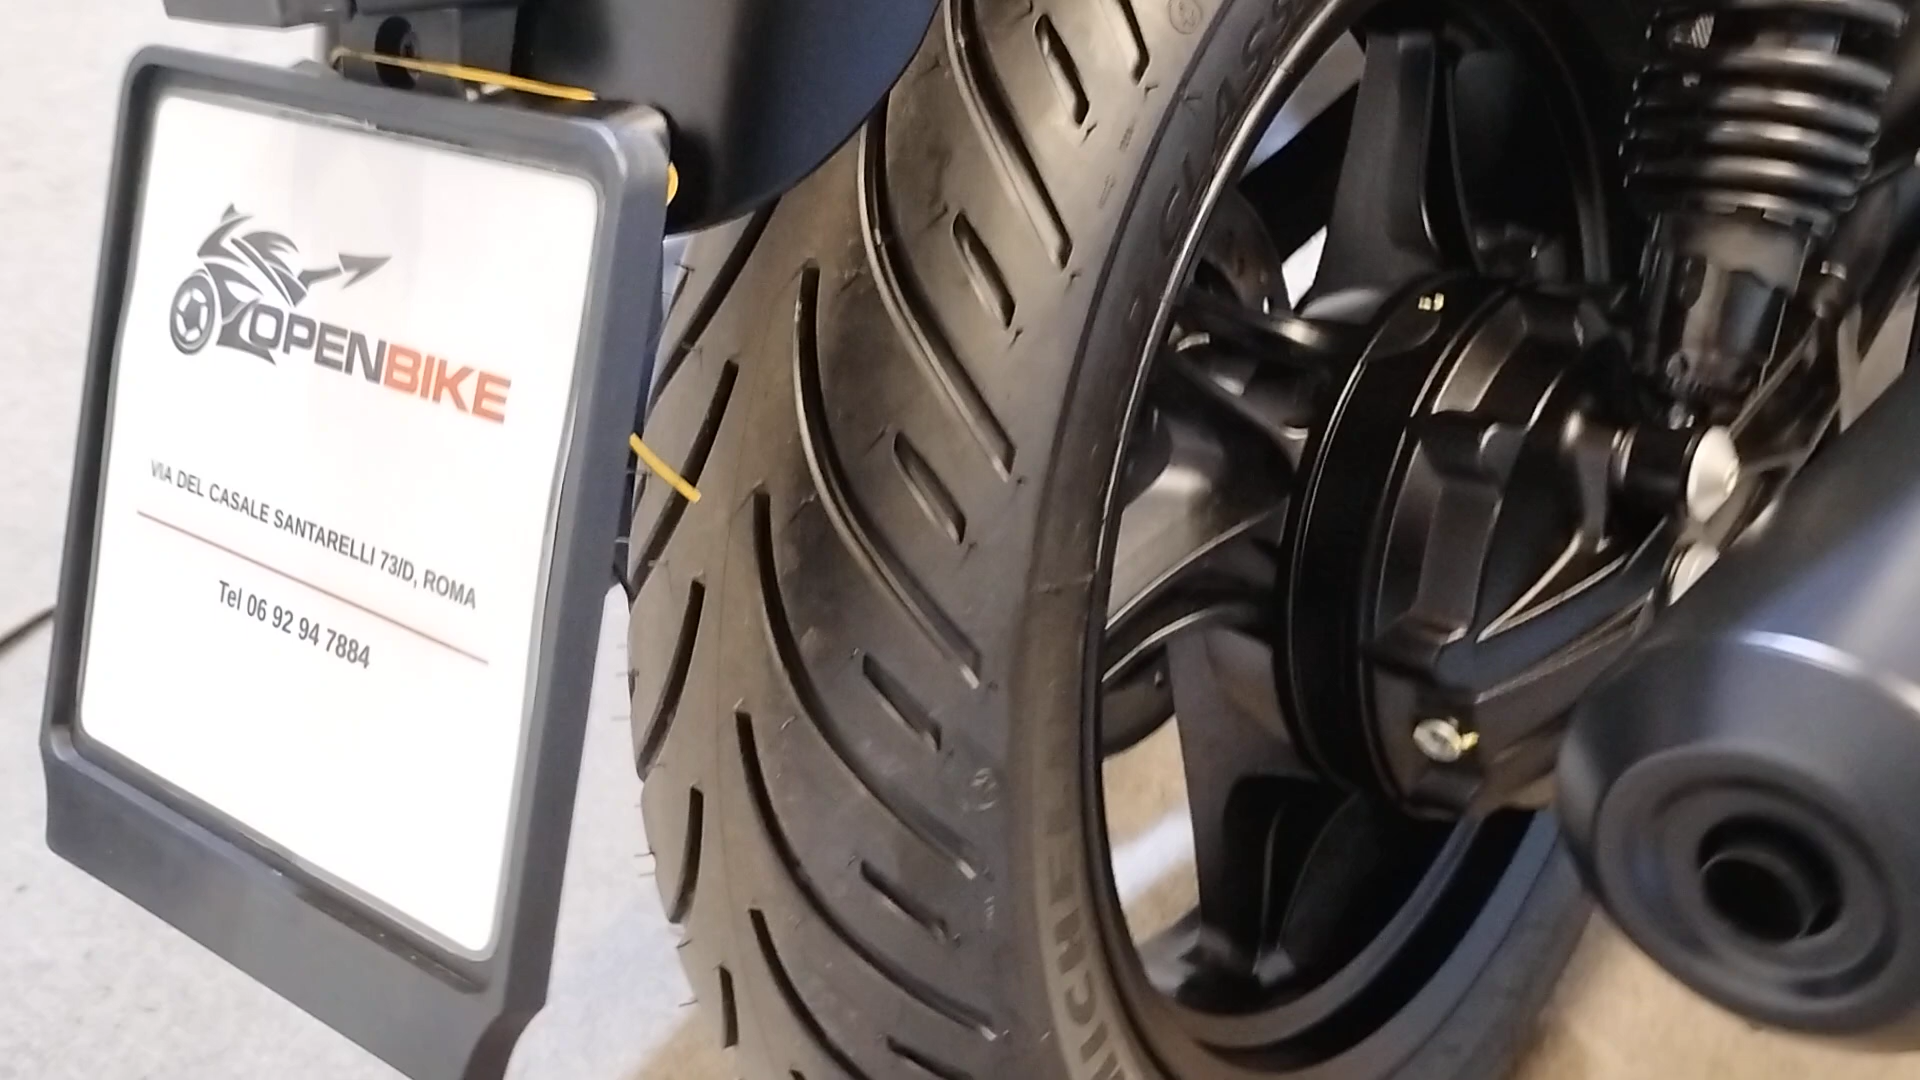 OPENBIKE
VIA DEL CASALE SANTARELLI 73/D, ROMA
Tel 06 92 94 7884